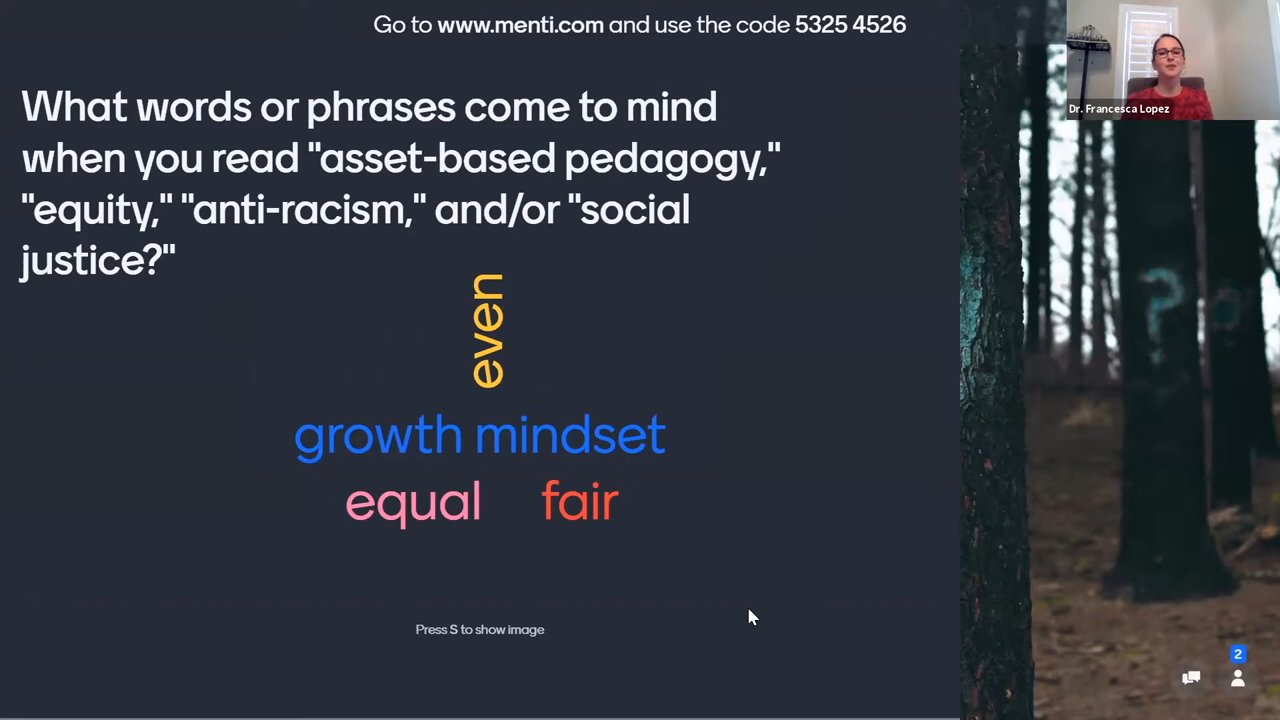 Go to www.menti.com and use the code 5325 4526
Dr. Francesca Lopez
What words or phrases come to mind
when you read "asset-based pedagogy,"
"equity," "anti-racism," and/or "social
justice?"
even
growth mindset
equal fair
?
Press S to show image
2